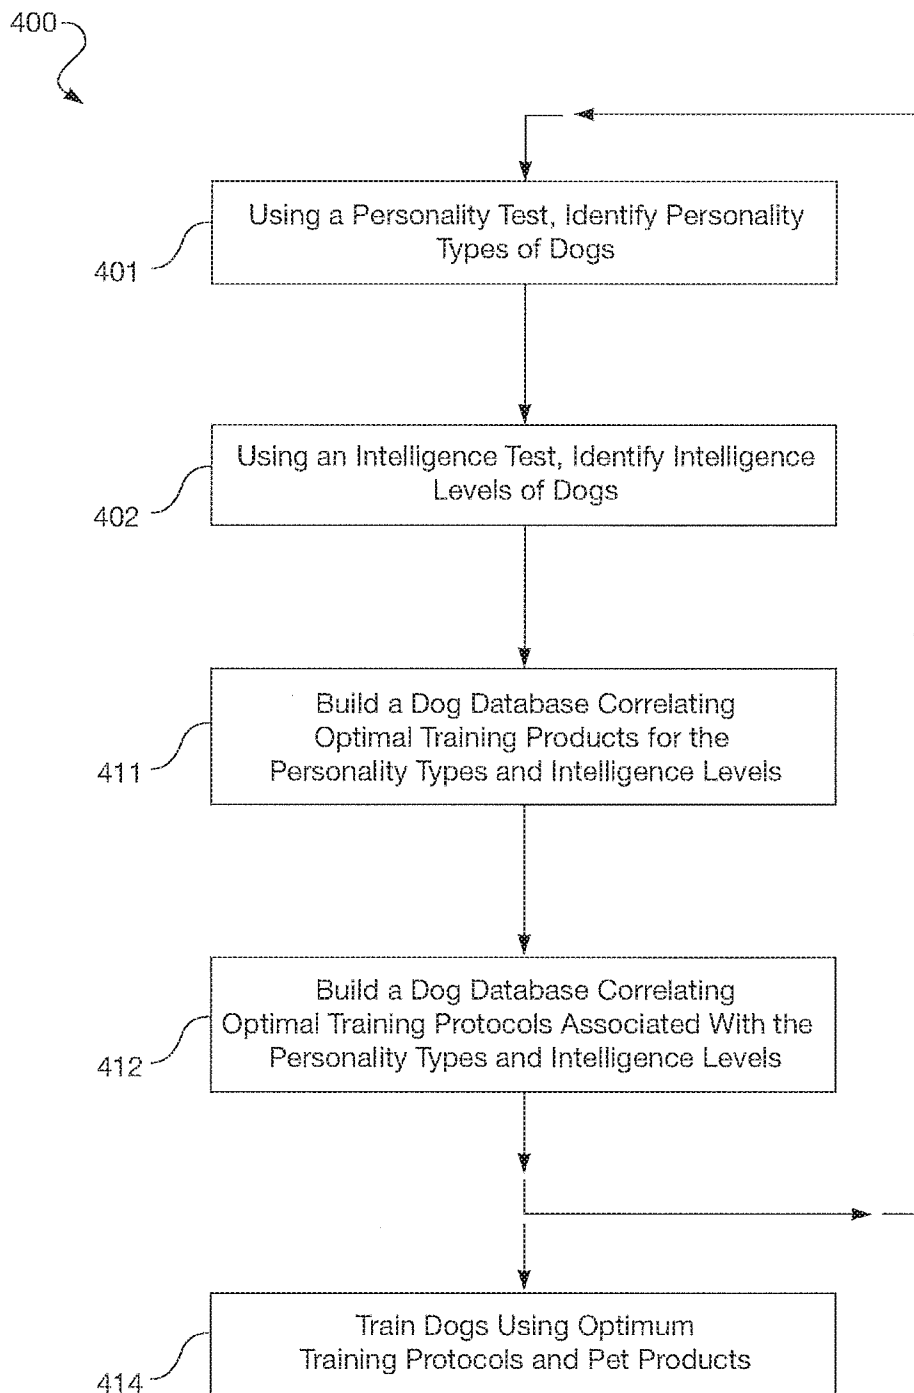 400
Using a Personality Test, Identify Personality
Types of Dogs
401
Using an Intelligence Test, Identify Intelligence
Levels of Dogs
402
Build a Dog Database Correlating
Optimal Training Products for the
Personality Types and Intelligence Levels
411
Build a Dog Database Correlating
Optimal Training Protocols Associated With the
Personality Types and Intelligence Levels
412
Train Dogs Using Optimum
Training Protocols and Pet Products
414